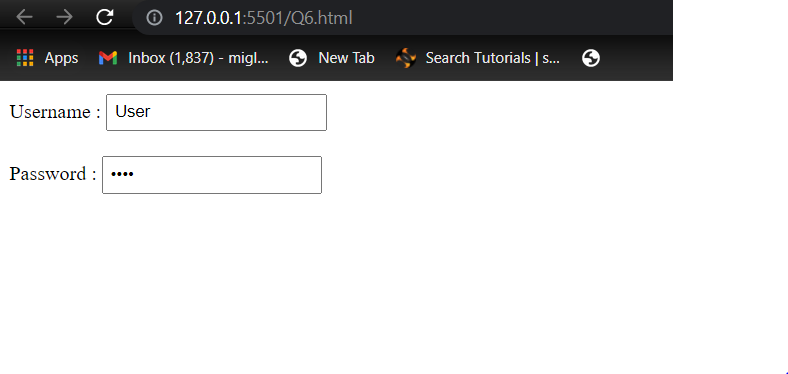 127.0.0.1:5501/Q6.html
Apps Inbox (1,837) - migl... New Tab Search Tutorials | s...
Username : User
Password : ••••